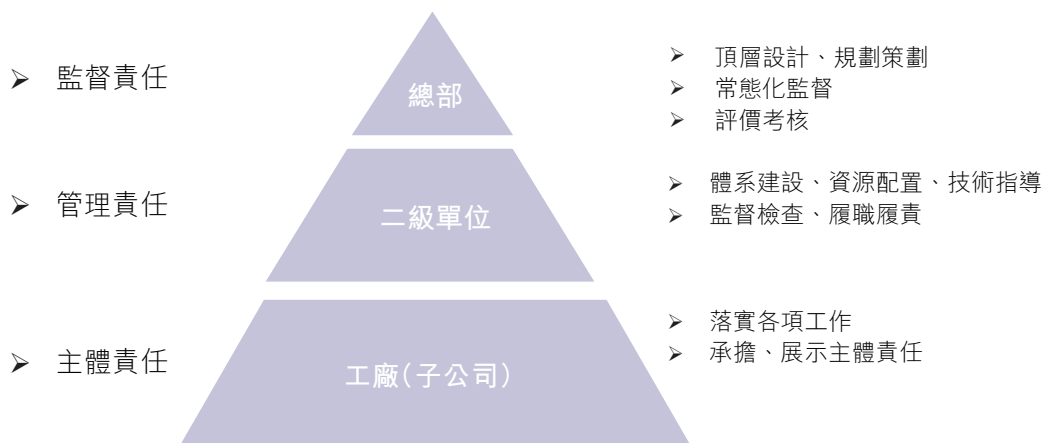 ➢ 監督責任
總部
➢ 頂層設計、規劃策劃
➢ 常態化監督
➢ 評價考核
➢ 管理責任
二級單位
➢ 體系建設、資源配置、技術指導
➢ 監督檢查、履職履責
➢ 主體責任
工廠(子公司)
➢ 落實各項工作
➢ 承擔、展示主體責任